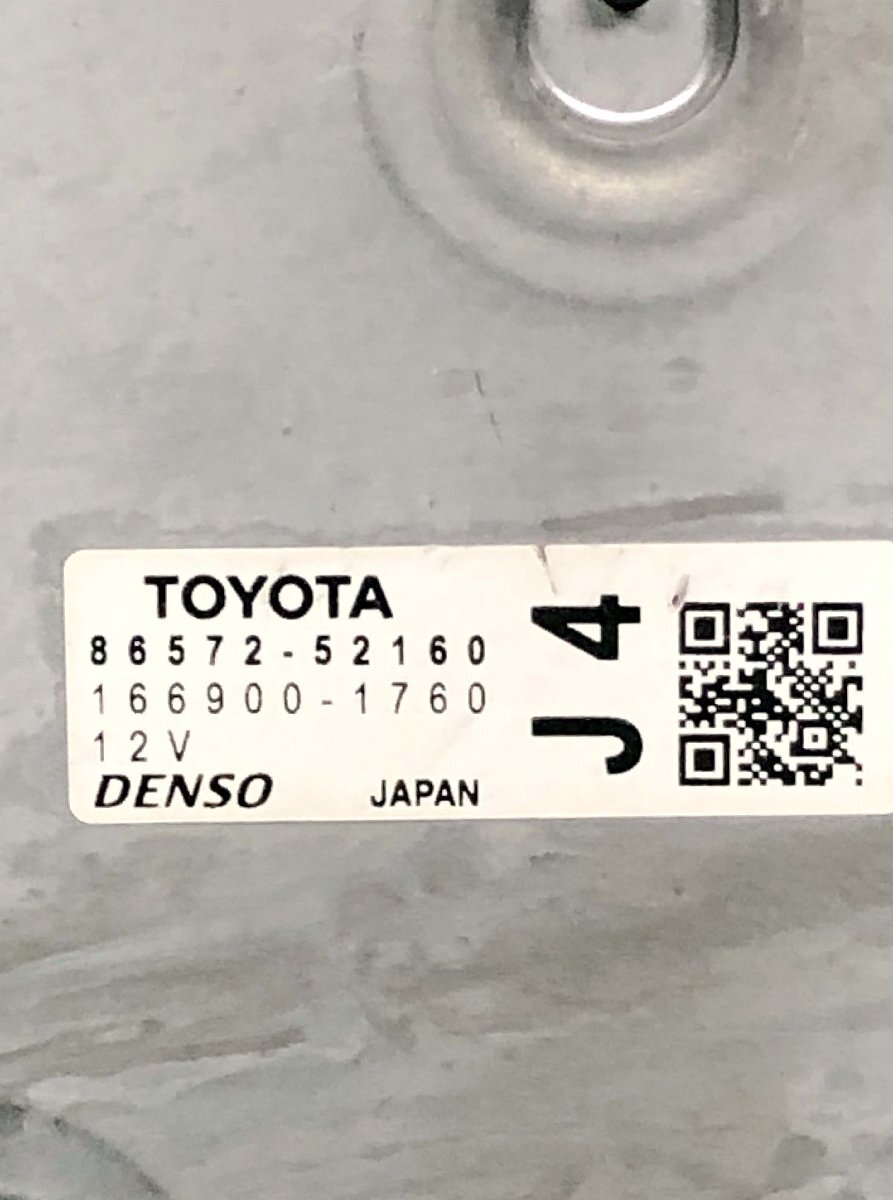 TOYOTA
86572-52160
166900-1760
12V
DENSO JAPAN
J4